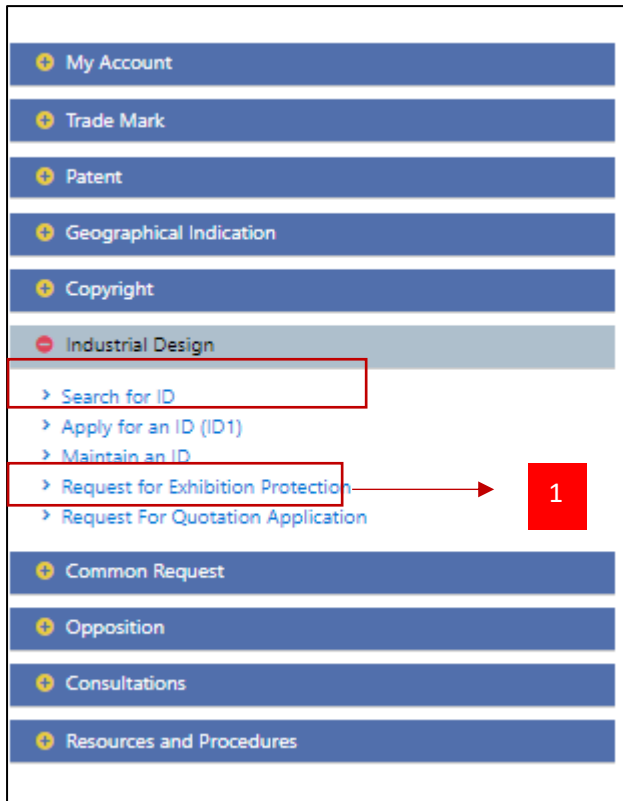 My Account
Trade Mark
Patent
Geographical Indication
Copyright
Industrial Design
Search for ID
Apply for an ID (ID1)
Maintain an ID
Request for Exhibition Protection
1
Request For Quotation Application
Common Request
Opposition
Consultations
Resources and Procedures